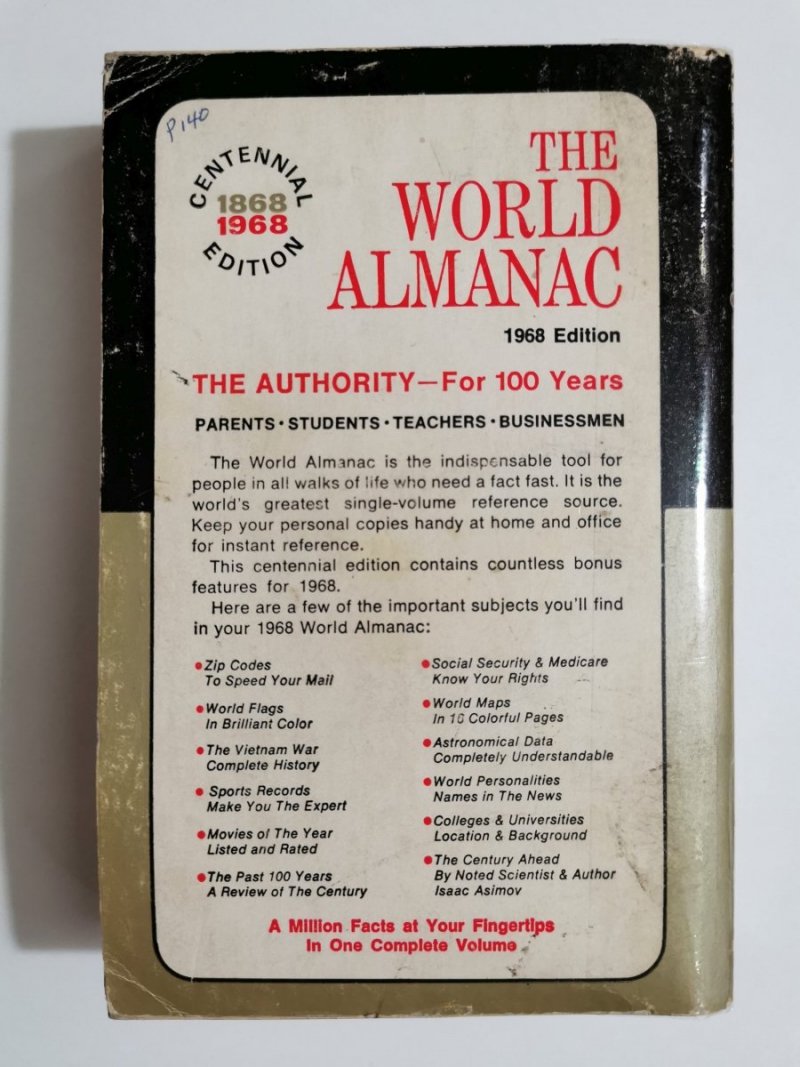 P140
CENTENNIAL
1868
1968
EDITION
THE
WORLD
ALMANAC
1968 Edition
THE AUTHORITY—For 100 Years
PARENTS • STUDENTS • TEACHERS • BUSINESSMEN
The World Almanac is the indispensable tool for
people in all walks of life who need a fact fast. It is the
world's greatest single-volume reference source.
Keep your personal copies handy at home and office
for instant reference.
This centennial edition contains countless bonus
features for 1968.
Here are a few of the important subjects you'll find
in your 1968 World Almanac:
• Zip Codes
To Speed Your Mail
• World Flags
In Brilliant Color
• The Vietnam War
Complete History
• Sports Records
Make You The Expert
• Movies of The Year
Listed and Rated
• The Past 100 Years
A Review of The Century
• Social Security & Medicare
Know Your Rights
• World Maps
In 16 Colorful Pages
• Astronomical Data
Completely Understandable
• World Personalities
Names in The News
• Colleges & Universities
Location & Background
• The Century Ahead
By Noted Scientist & Author
Isaac Asimov
A Million Facts at Your Fingertips
In One Complete Volume